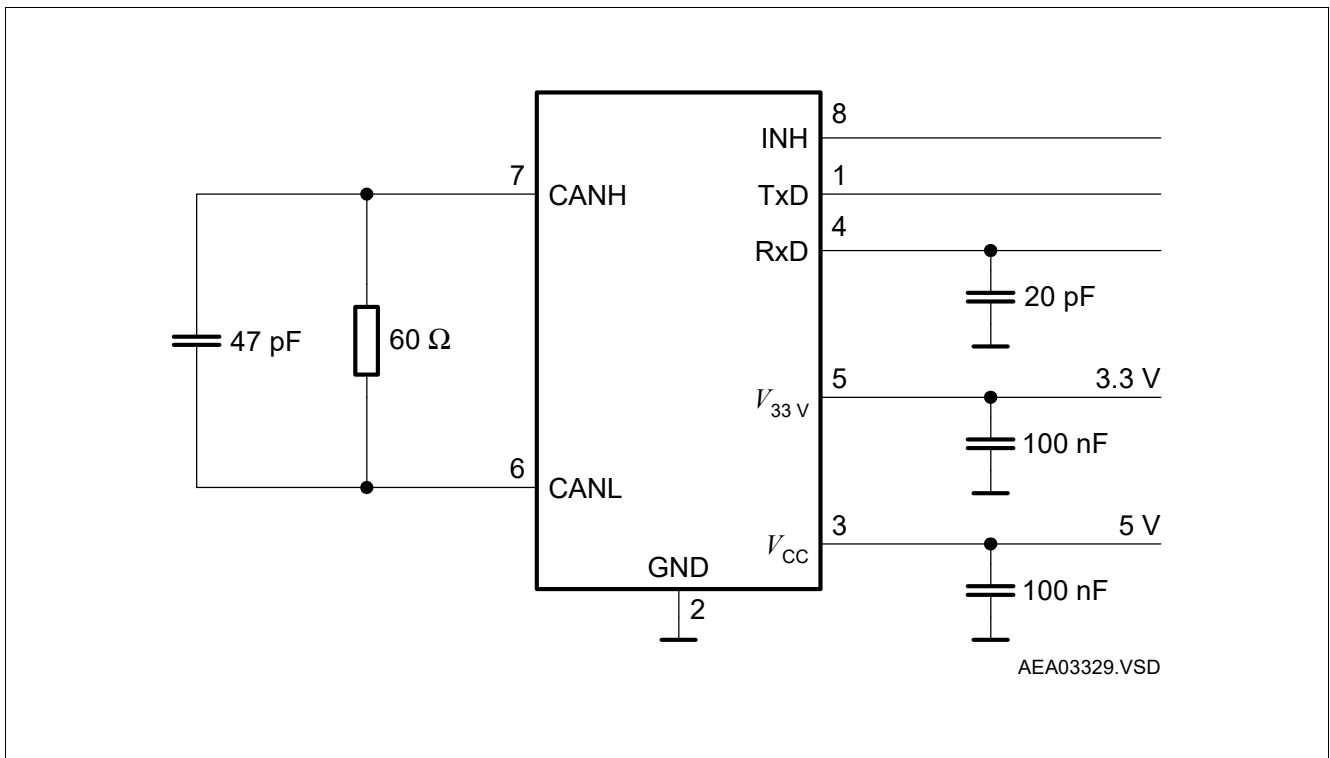 8
INH
1
7
TxD
CANH
4
RxD
20 pF
47 pF
60 Ω
5
3.3 V
V33 V
100 nF
6
CANL
3
5 V
VCC
GND
100 nF
2
AEA03329.VSD